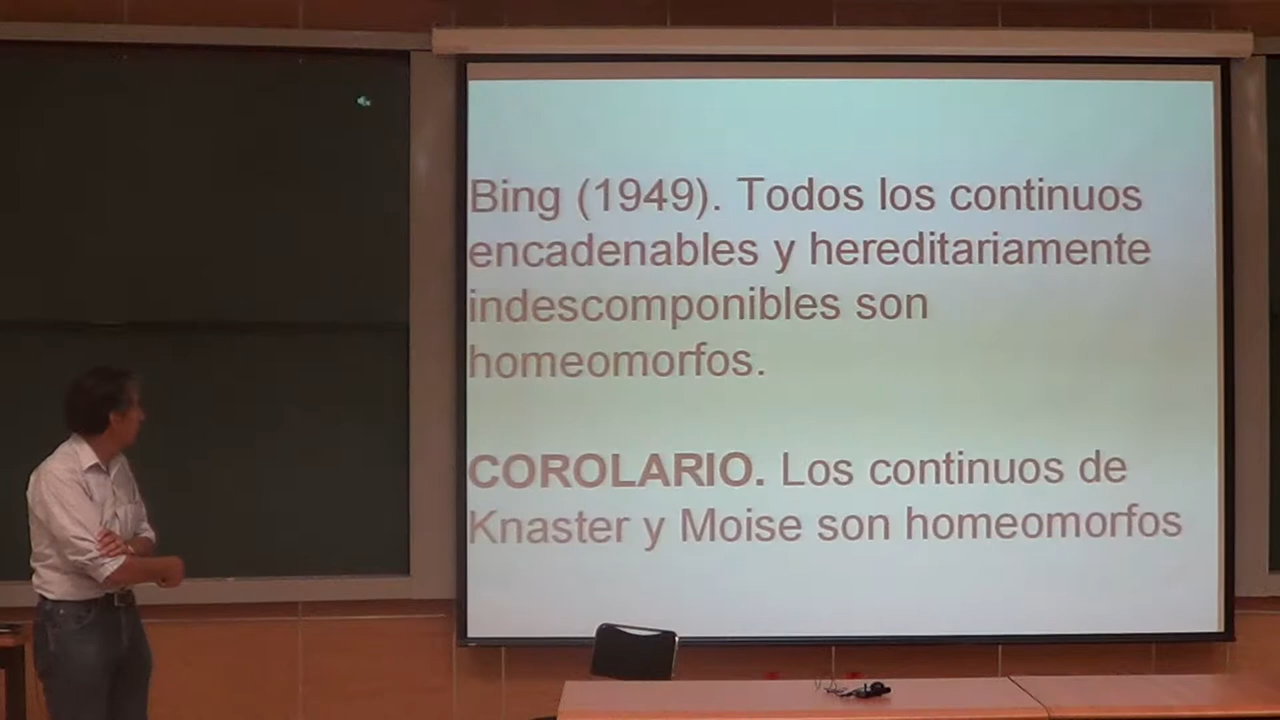 Bing (1949). Todos los continuos
encadenables y hereditariamente
indescomponibles son
homeomorfos.
COROLARIO. Los continuos de
Knaster y Moise son homeomorfos